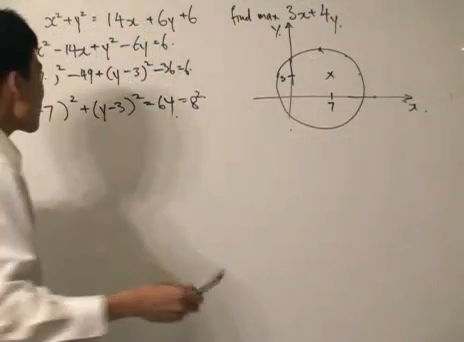 x² + y² = 14x + 6y + 6
x² - 14x + y² - 6y = 6.
)² - 49 + (y-3)² - 36 = 6.
7)² + (y-3)² = 64 = 8²
find max 3x + 4y.
y
3
7
x.